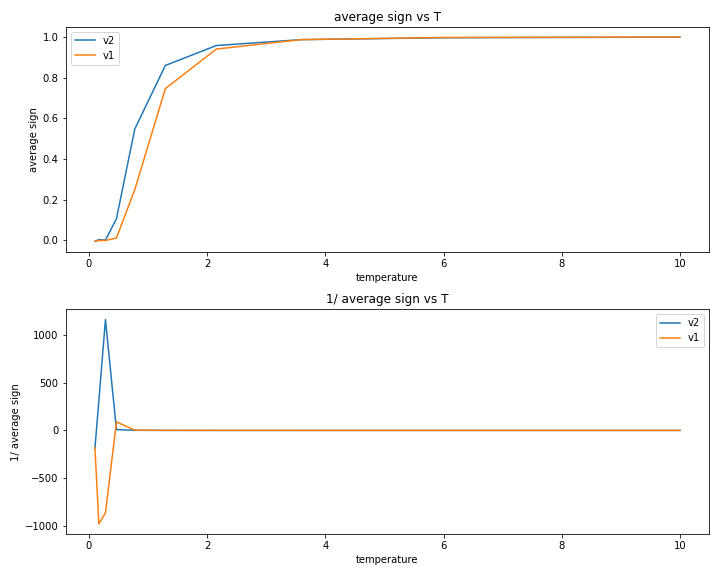 average sign vs T
v2
v1
1.0
0.8
0.6
0.4
0.2
0.0
average sign
0 2 4 6 8 10
temperature
1/ average sign vs T
v2
v1
1000
500
0
−500
−1000
1/ average sign
0 2 4 6 8 10
temperature